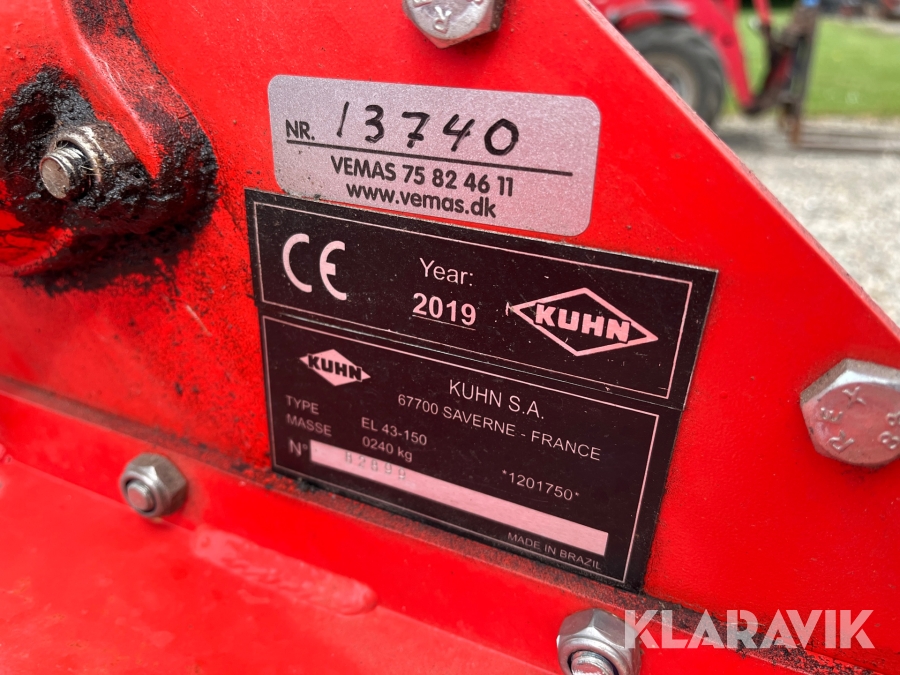 NR. 13740
VEMAS 75 82 46 11
www.vemas.dk
CE
Year:
2019
KUHN
KUHN
KUHN S.A.
67700 SAVERNE - FRANCE
TYPE EL 43-150
MASSE 0240 kg
N°
*1201750*
MADE IN BRAZIL
KLARAVIK